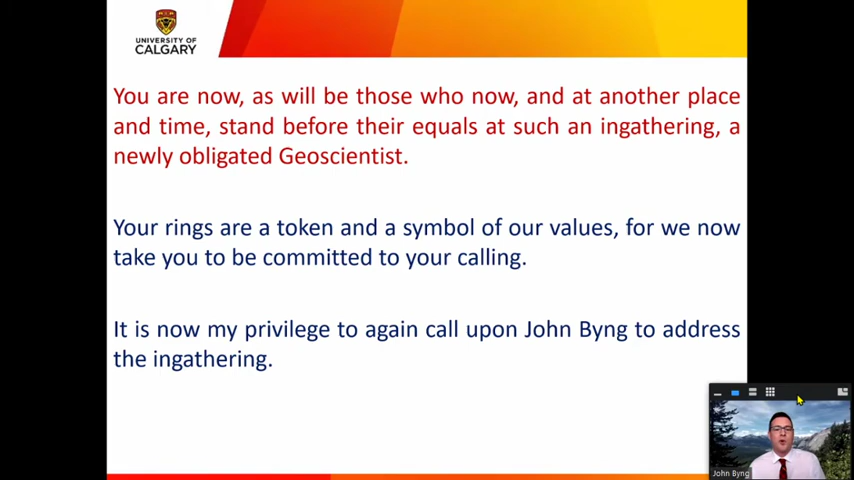 UNIVERSITY OF
CALGARY
You are now, as will be those who now, and at another place
and time, stand before their equals at such an ingathering, a
newly obligated Geoscientist.
Your rings are a token and a symbol of our values, for we now
take you to be committed to your calling.
It is now my privilege to again call upon John Byng to address
the ingathering.
John Byng